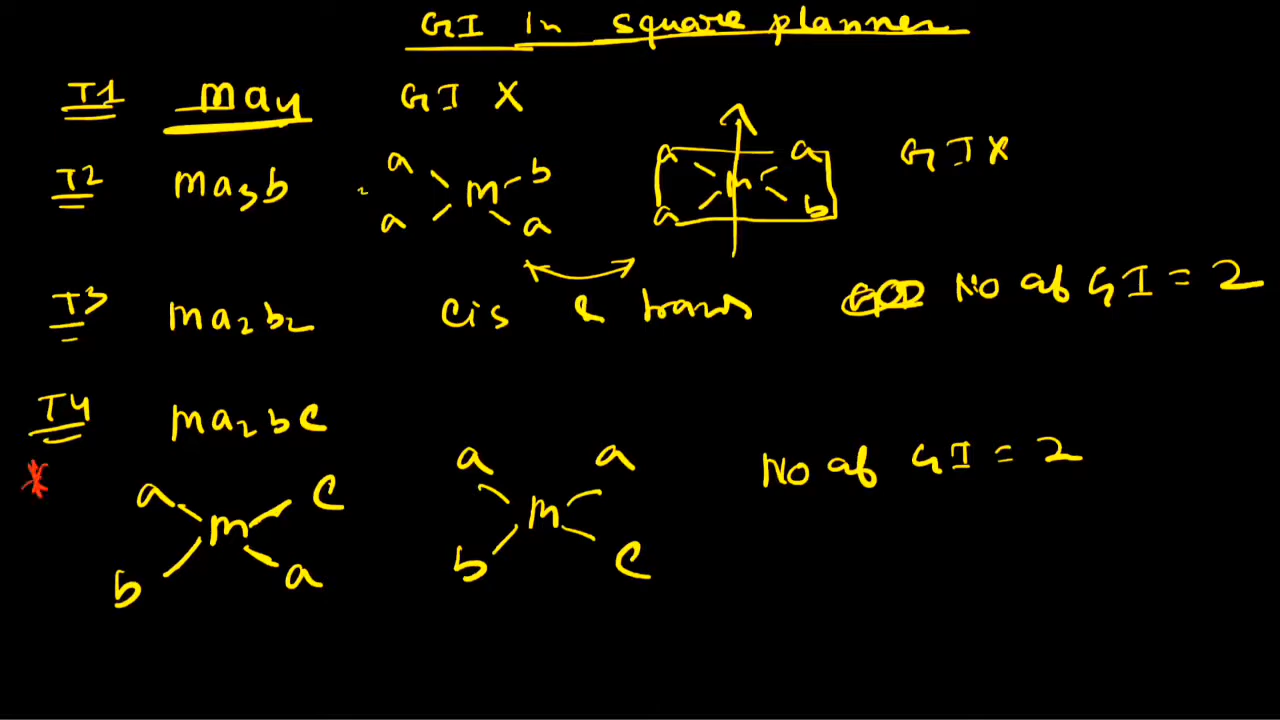 GI in square planner
T1 ma4 GI X
T2 ma3b a a m b a a a m a b GI X
T3 ma2b2 cis & trans No of GI = 2
T4 ma2bc
a b m c a
a b m a c
No of GI = 2